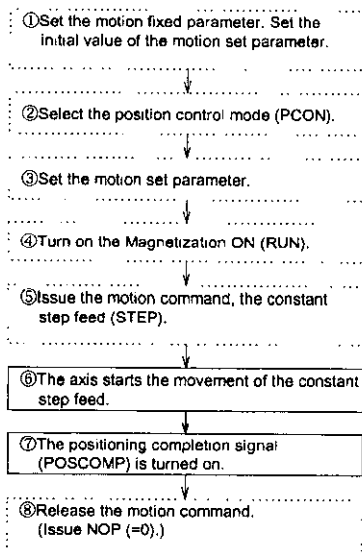 ①Set the motion fixed parameter. Set the
initial value of the motion set parameter.
②Select the position control mode (PCON).
③Set the motion set parameter.
④Turn on the Magnetization ON (RUN).
⑤Issue the motion command, the constant
step feed (STEP).
⑥The axis starts the movement of the constant
step feed.
⑦The positioning completion signal
(POSCOMP) is turned on.
⑧Release the motion command.
(Issue NOP (=0).)